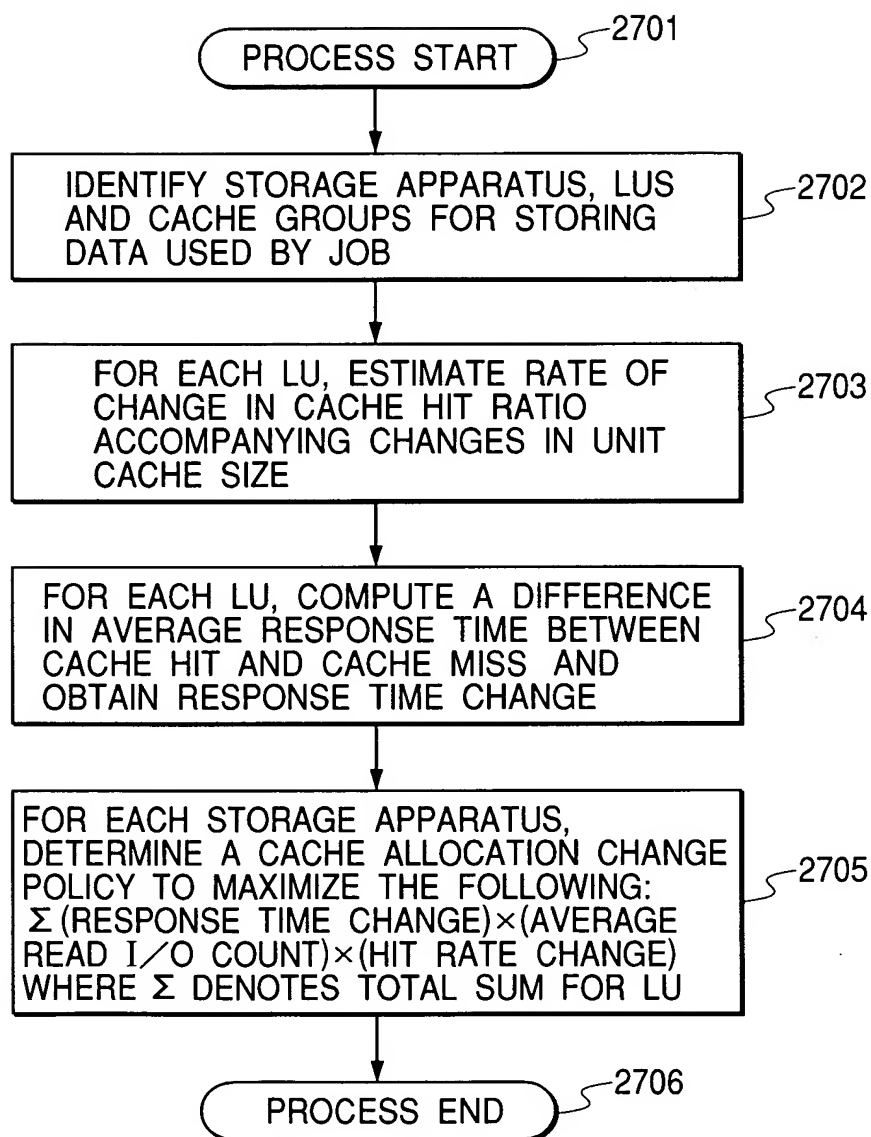 PROCESS START
2701
IDENTIFY STORAGE APPARATUS, LUS
AND CACHE GROUPS FOR STORING
DATA USED BY JOB
2702
FOR EACH LU, ESTIMATE RATE OF
CHANGE IN CACHE HIT RATIO
ACCOMPANYING CHANGES IN UNIT
CACHE SIZE
2703
FOR EACH LU, COMPUTE A DIFFERENCE
IN AVERAGE RESPONSE TIME BETWEEN
CACHE HIT AND CACHE MISS AND
OBTAIN RESPONSE TIME CHANGE
2704
FOR EACH STORAGE APPARATUS,
DETERMINE A CACHE ALLOCATION CHANGE
POLICY TO MAXIMIZE THE FOLLOWING:
Σ(RESPONSE TIME CHANGE)×(AVERAGE
READ I/O COUNT)×(HIT RATE CHANGE)
WHERE Σ DENOTES TOTAL SUM FOR LU
2705
PROCESS END
2706